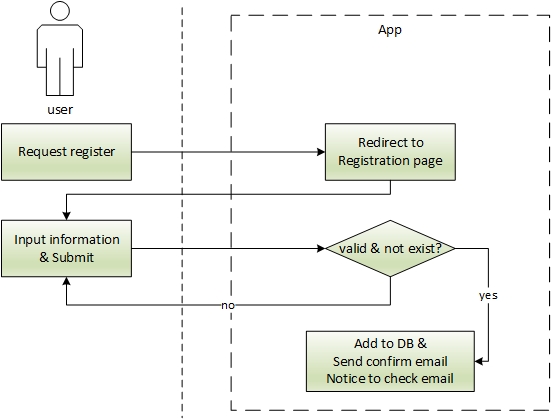 App
user
Request register
Redirect to
Registration page
Input information
& Submit
valid & not exist?
no
yes
Add to DB &
Send confirm email
Notice to check email